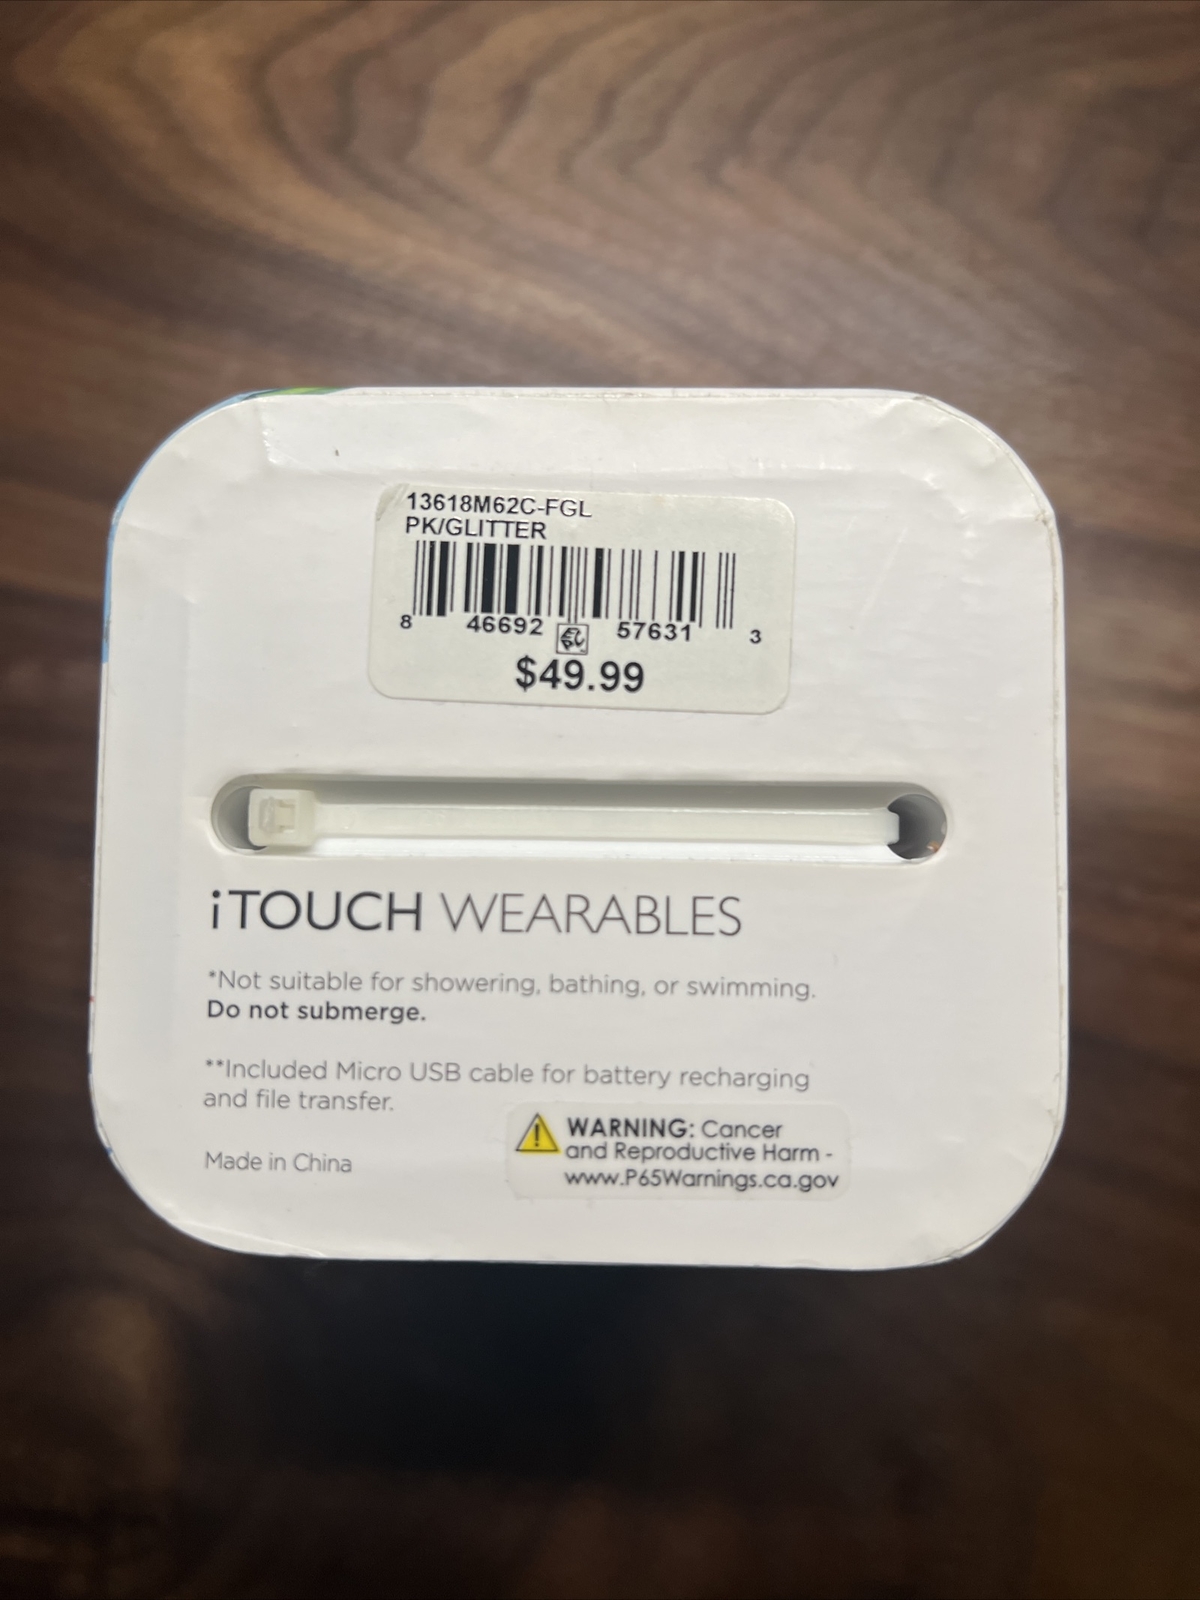 13618M62C-FGL
PK/GLITTER
8 46692 57631 3
$49.99
iTOUCH WEARABLES
*Not suitable for showering, bathing, or swimming.
Do not submerge.
**Included Micro USB cable for battery recharging
and file transfer.
Made in China
WARNING: Cancer
and Reproductive Harm -
www.P65Warnings.ca.gov